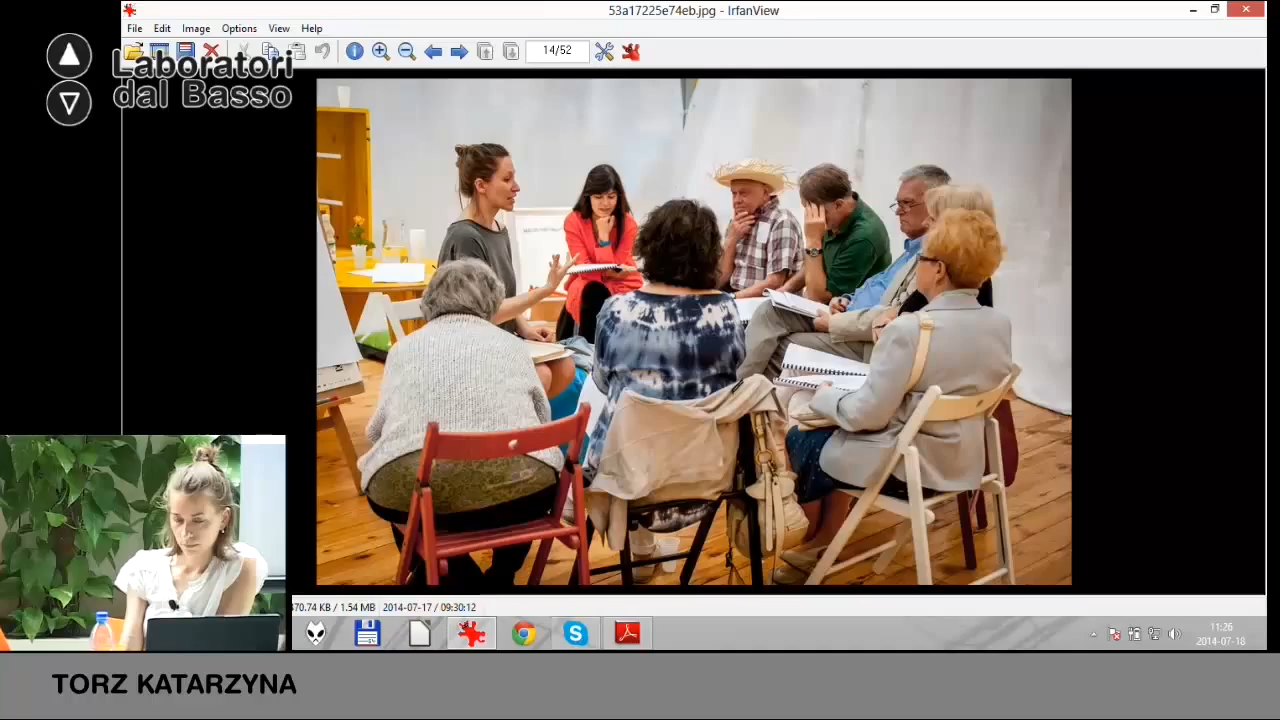 53a17225e74eb.jpg - IrfanView
File Edit Image Options View Help
14/52
Laboratori
dal Basso
370.74 KB / 1.54 MB 2014-07-17 / 09:30:12
11:26
2014-07-18
TORZ KATARZYNA